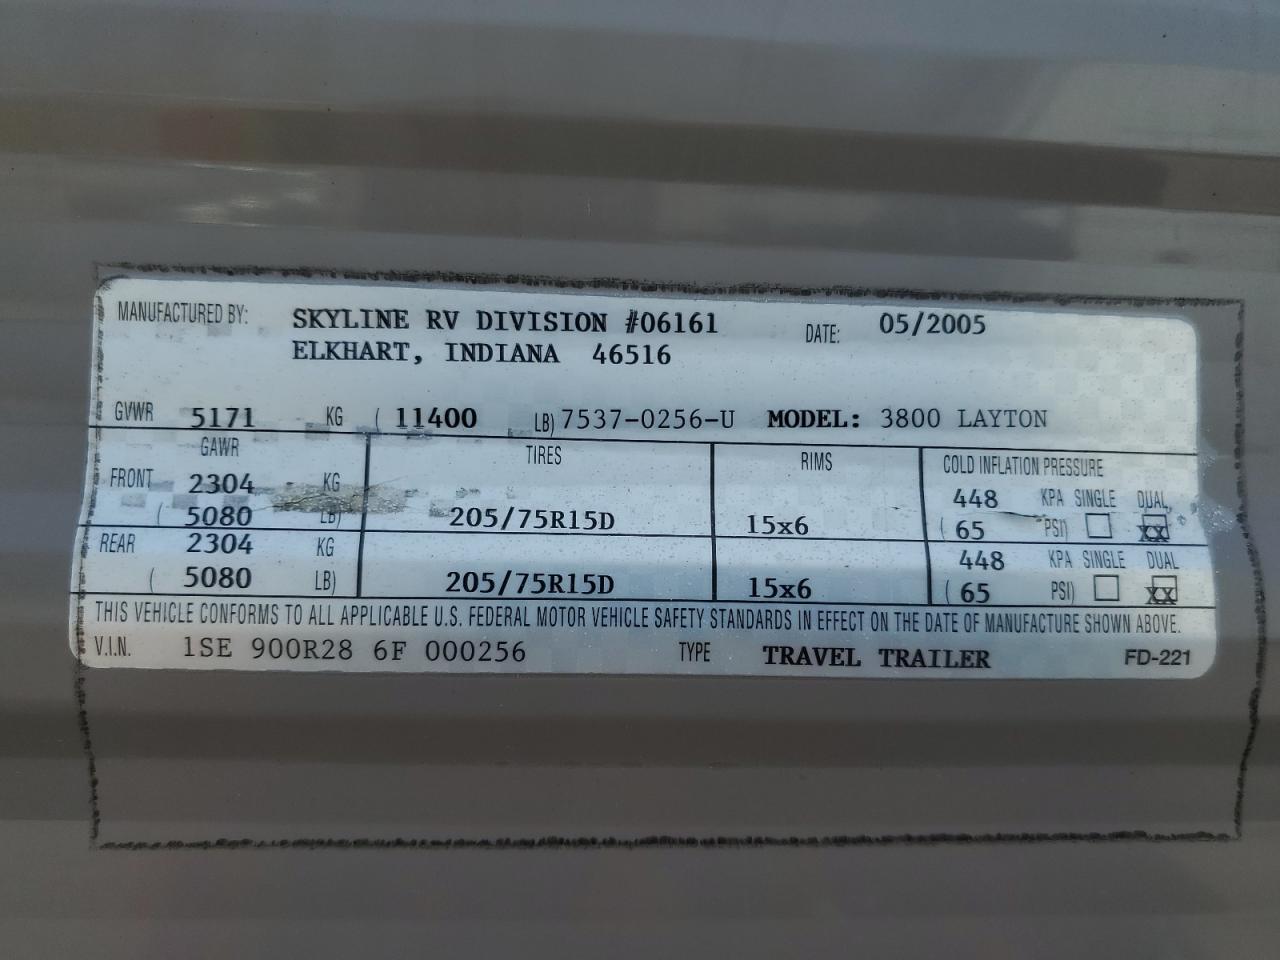 MANUFACTURED BY: SKYLINE RV DIVISION #06161 DATE: 05/2005
ELKHART, INDIANA 46516
GVWR 5171 KG ( 11400 LB) 7537-0256-U MODEL: 3800 LAYTON
GAWR TIRES RIMS COLD INFLATION PRESSURE
FRONT 2304 KG 448 KPA SINGLE DUAL
( 5080 LB) 205/75R15D 15x6 ( 65 PSI) ☐ XX
REAR 2304 KG 448 KPA SINGLE DUAL
( 5080 LB) 205/75R15D 15x6 ( 65 PSI) ☐ XX
THIS VEHICLE CONFORMS TO ALL APPLICABLE U.S. FEDERAL MOTOR VEHICLE SAFETY STANDARDS IN EFFECT ON THE DATE OF MANUFACTURE SHOWN ABOVE.
V.I.N. 1SE 900R28 6F 000256 TYPE TRAVEL TRAILER FD-221